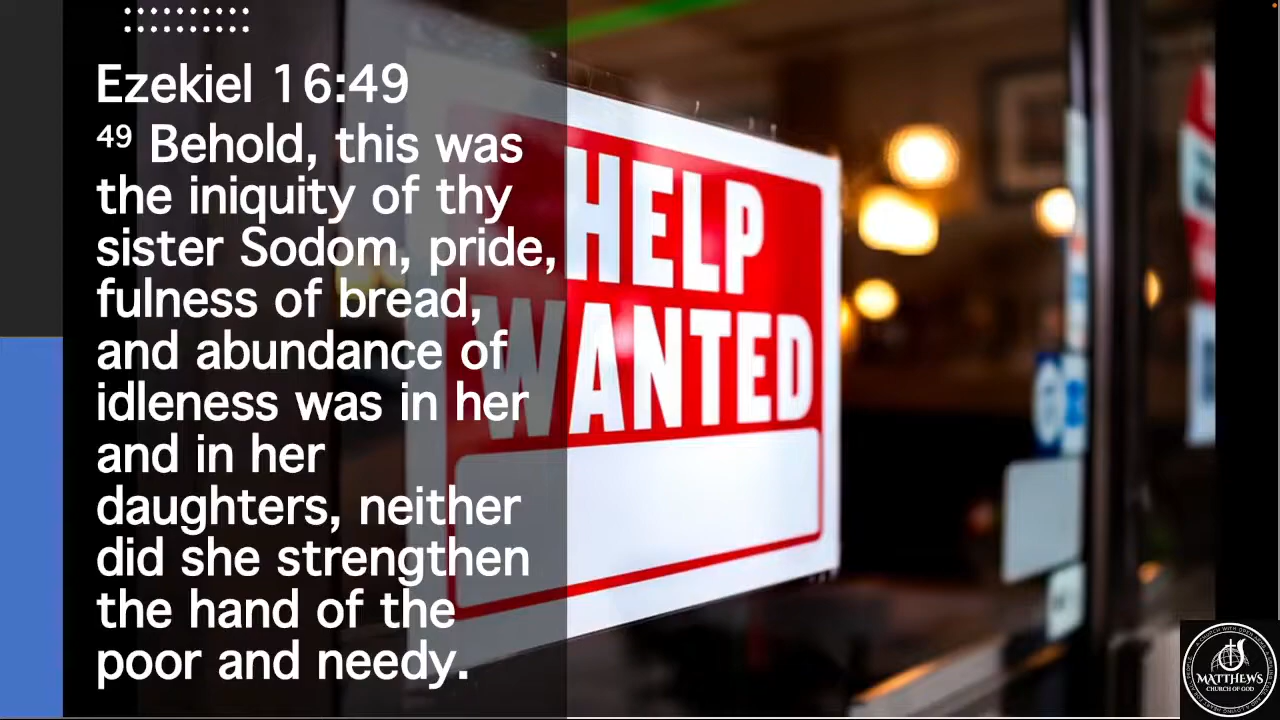 Ezekiel 16:49
49 Behold, this was
the iniquity of thy
sister Sodom, pride,
fulness of bread,
and abundance of
idleness was in her
and in her
daughters, neither
did she strengthen
the hand of the
poor and needy.
HELP
WANTED
MATTHEWS
CHURCH OF GOD